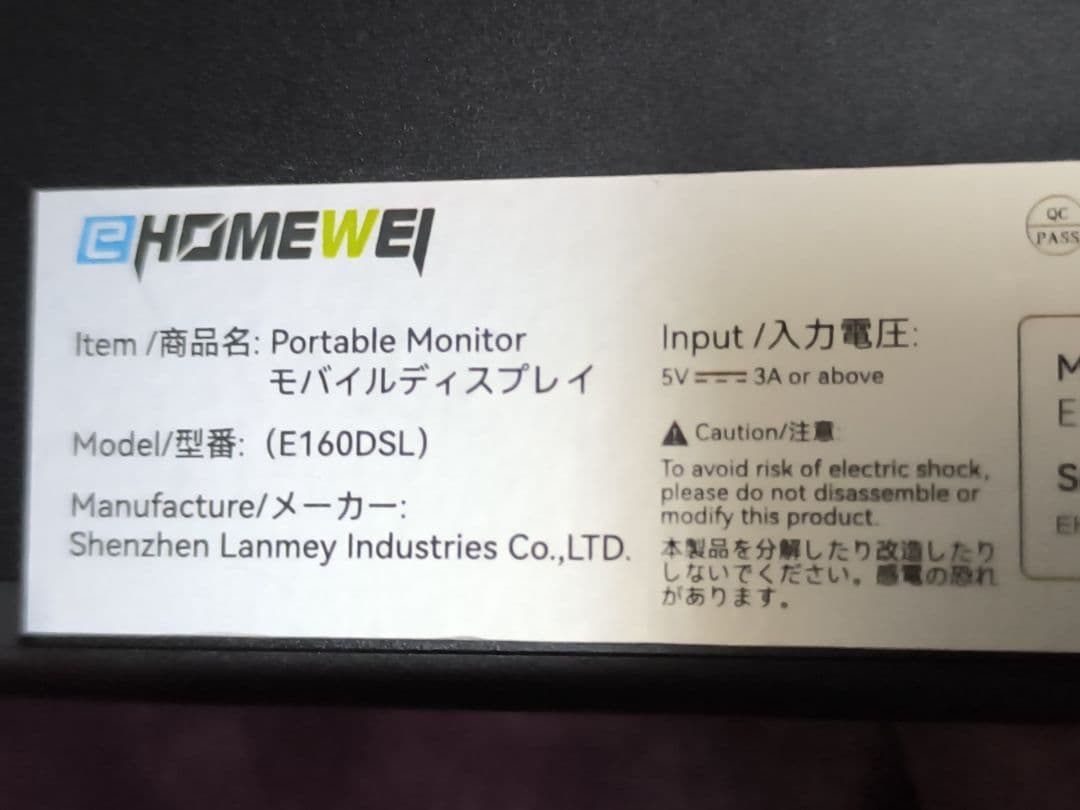 eHOMEWEI
Item /商品名: Portable Monitor
モバイルディスプレイ
Model/型番: (E160DSL)
Manufacture/メーカー:
Shenzhen Lanmey Industries Co.,LTD.
Input /入力電圧:
5V⎓3A or above
Caution/注意:
To avoid risk of electric shock,
please do not disassemble or
modify this product.
本製品を分解したり改造したり
しないでください。感電の恐れ
があります。
QC
PASS
M
E
S